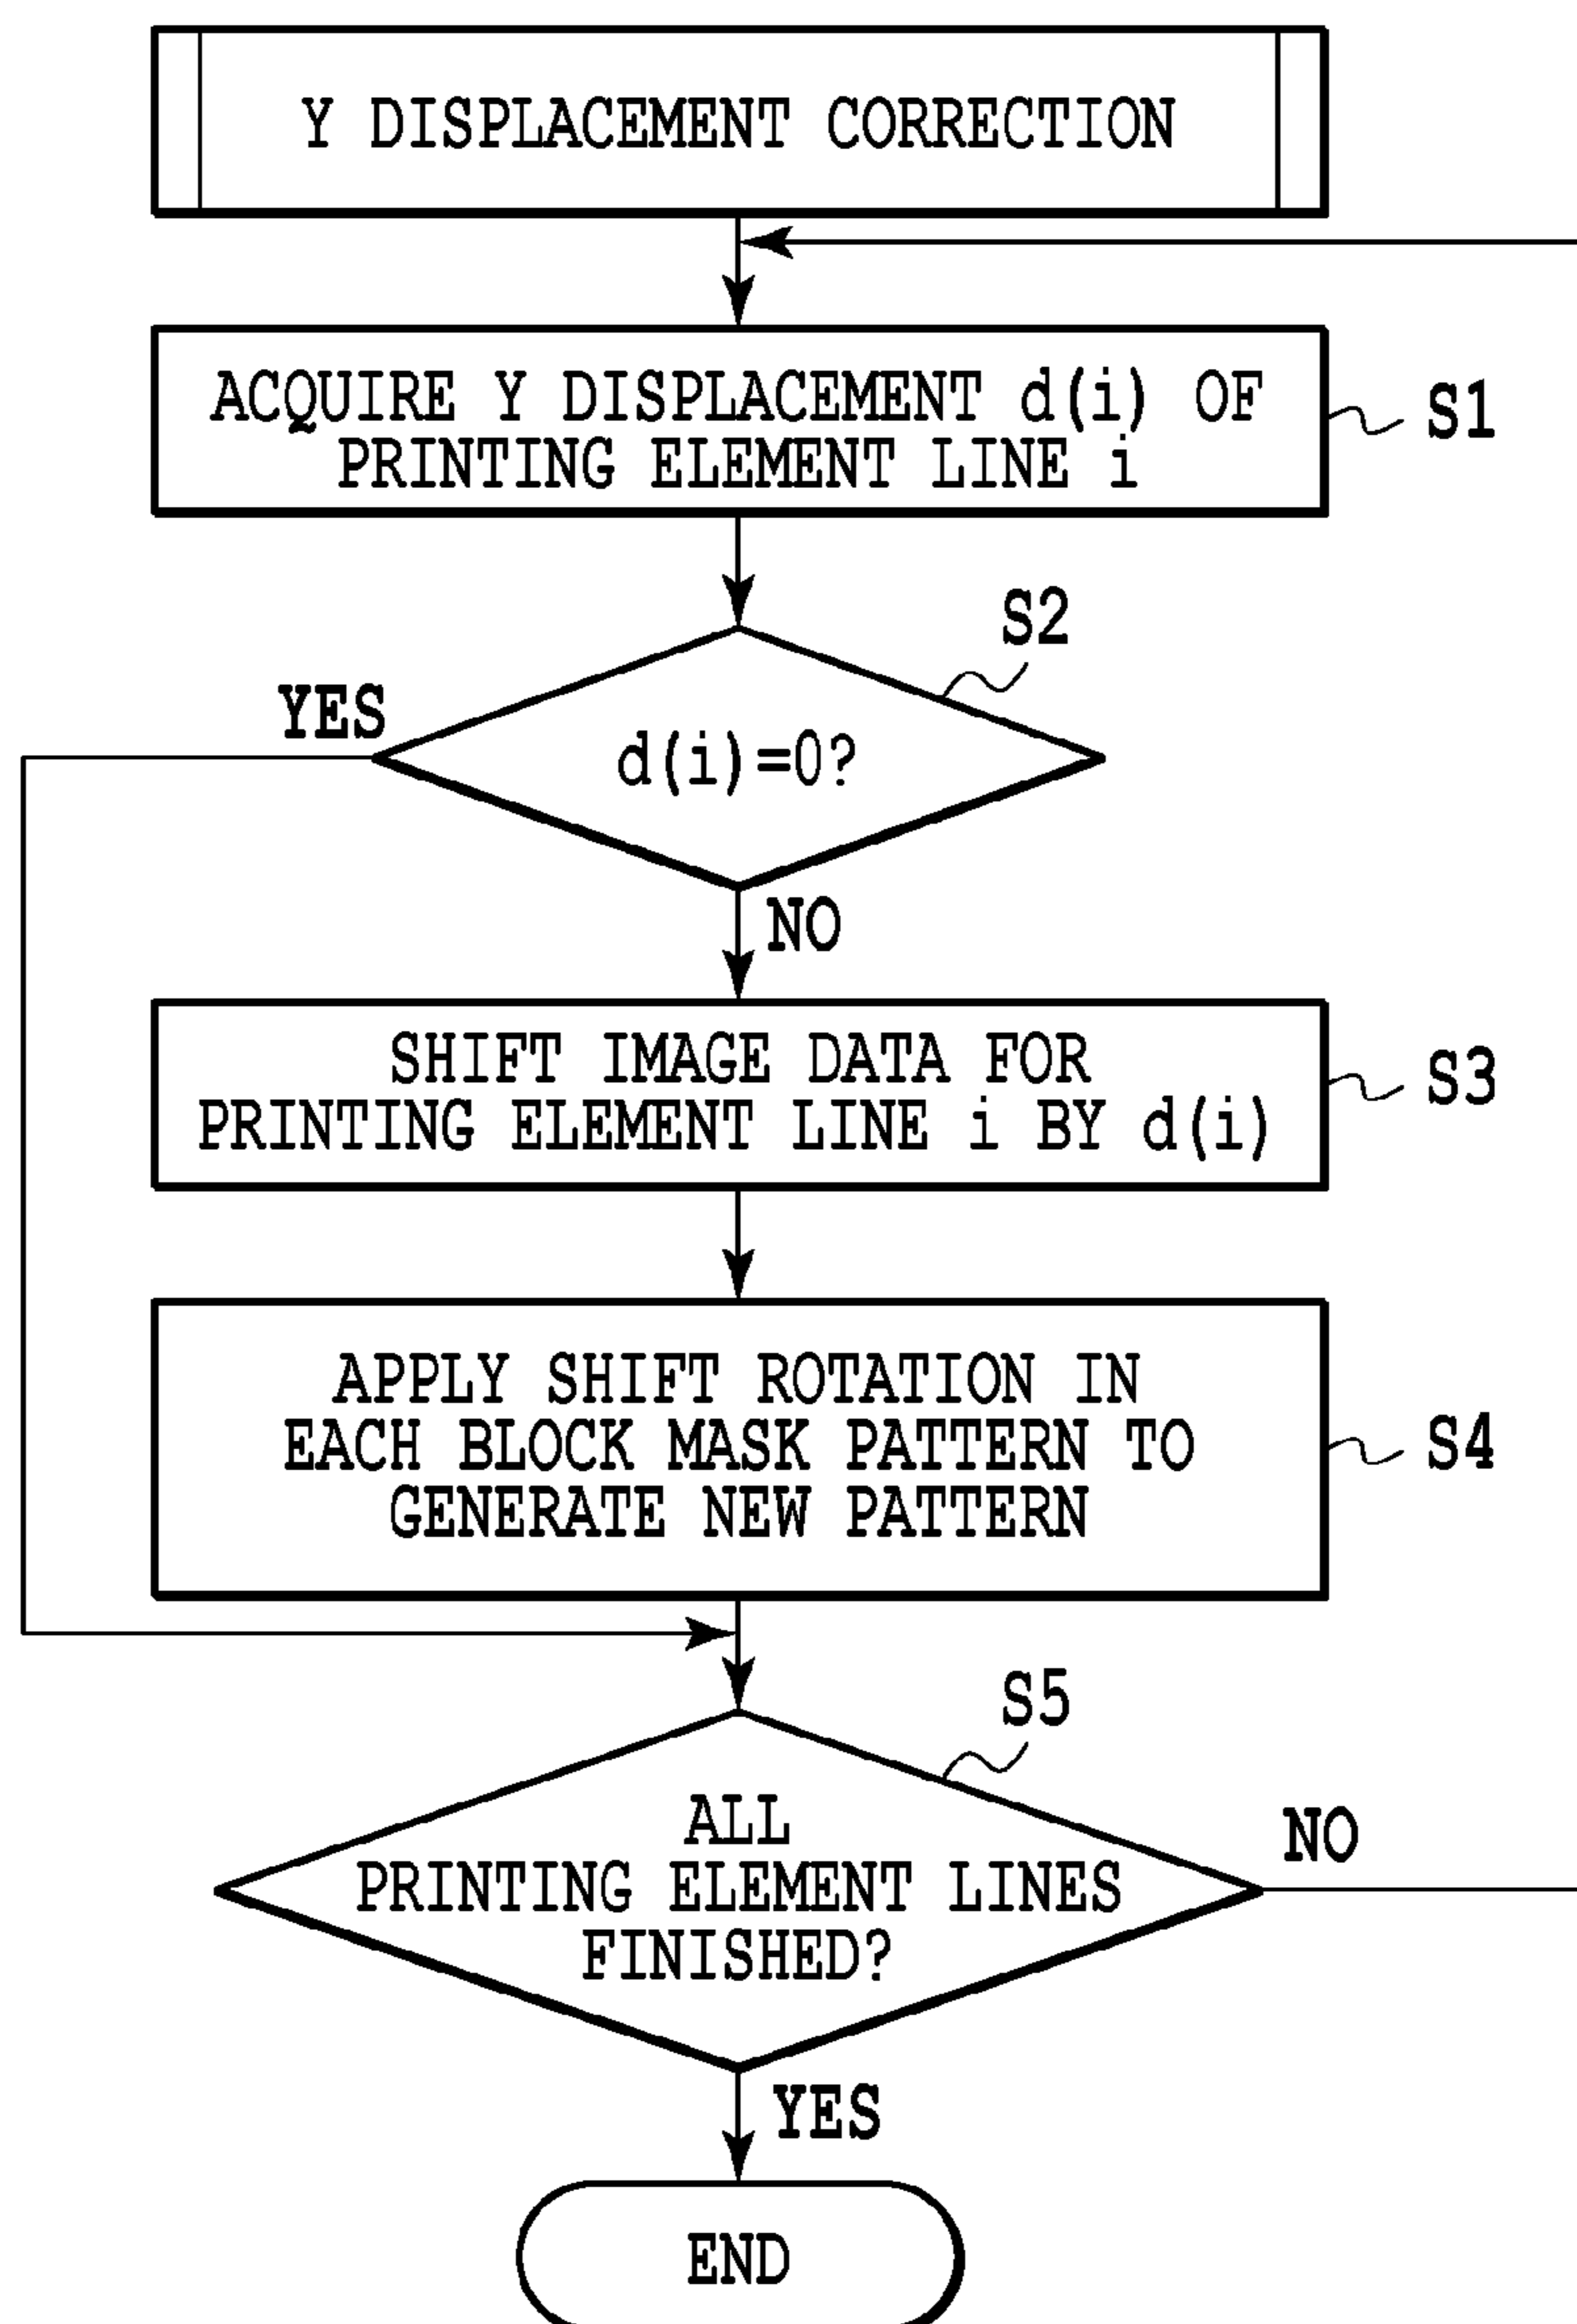 Y DISPLACEMENT CORRECTION
ACQUIRE Y DISPLACEMENT d(i) OF
PRINTING ELEMENT LINE i
S1
S2
YES
d(i)=0?
NO
SHIFT IMAGE DATA FOR
PRINTING ELEMENT LINE i BY d(i)
S3
APPLY SHIFT ROTATION IN
EACH BLOCK MASK PATTERN TO
GENERATE NEW PATTERN
S4
S5
ALL
PRINTING ELEMENT LINES
FINISHED?
NO
YES
END